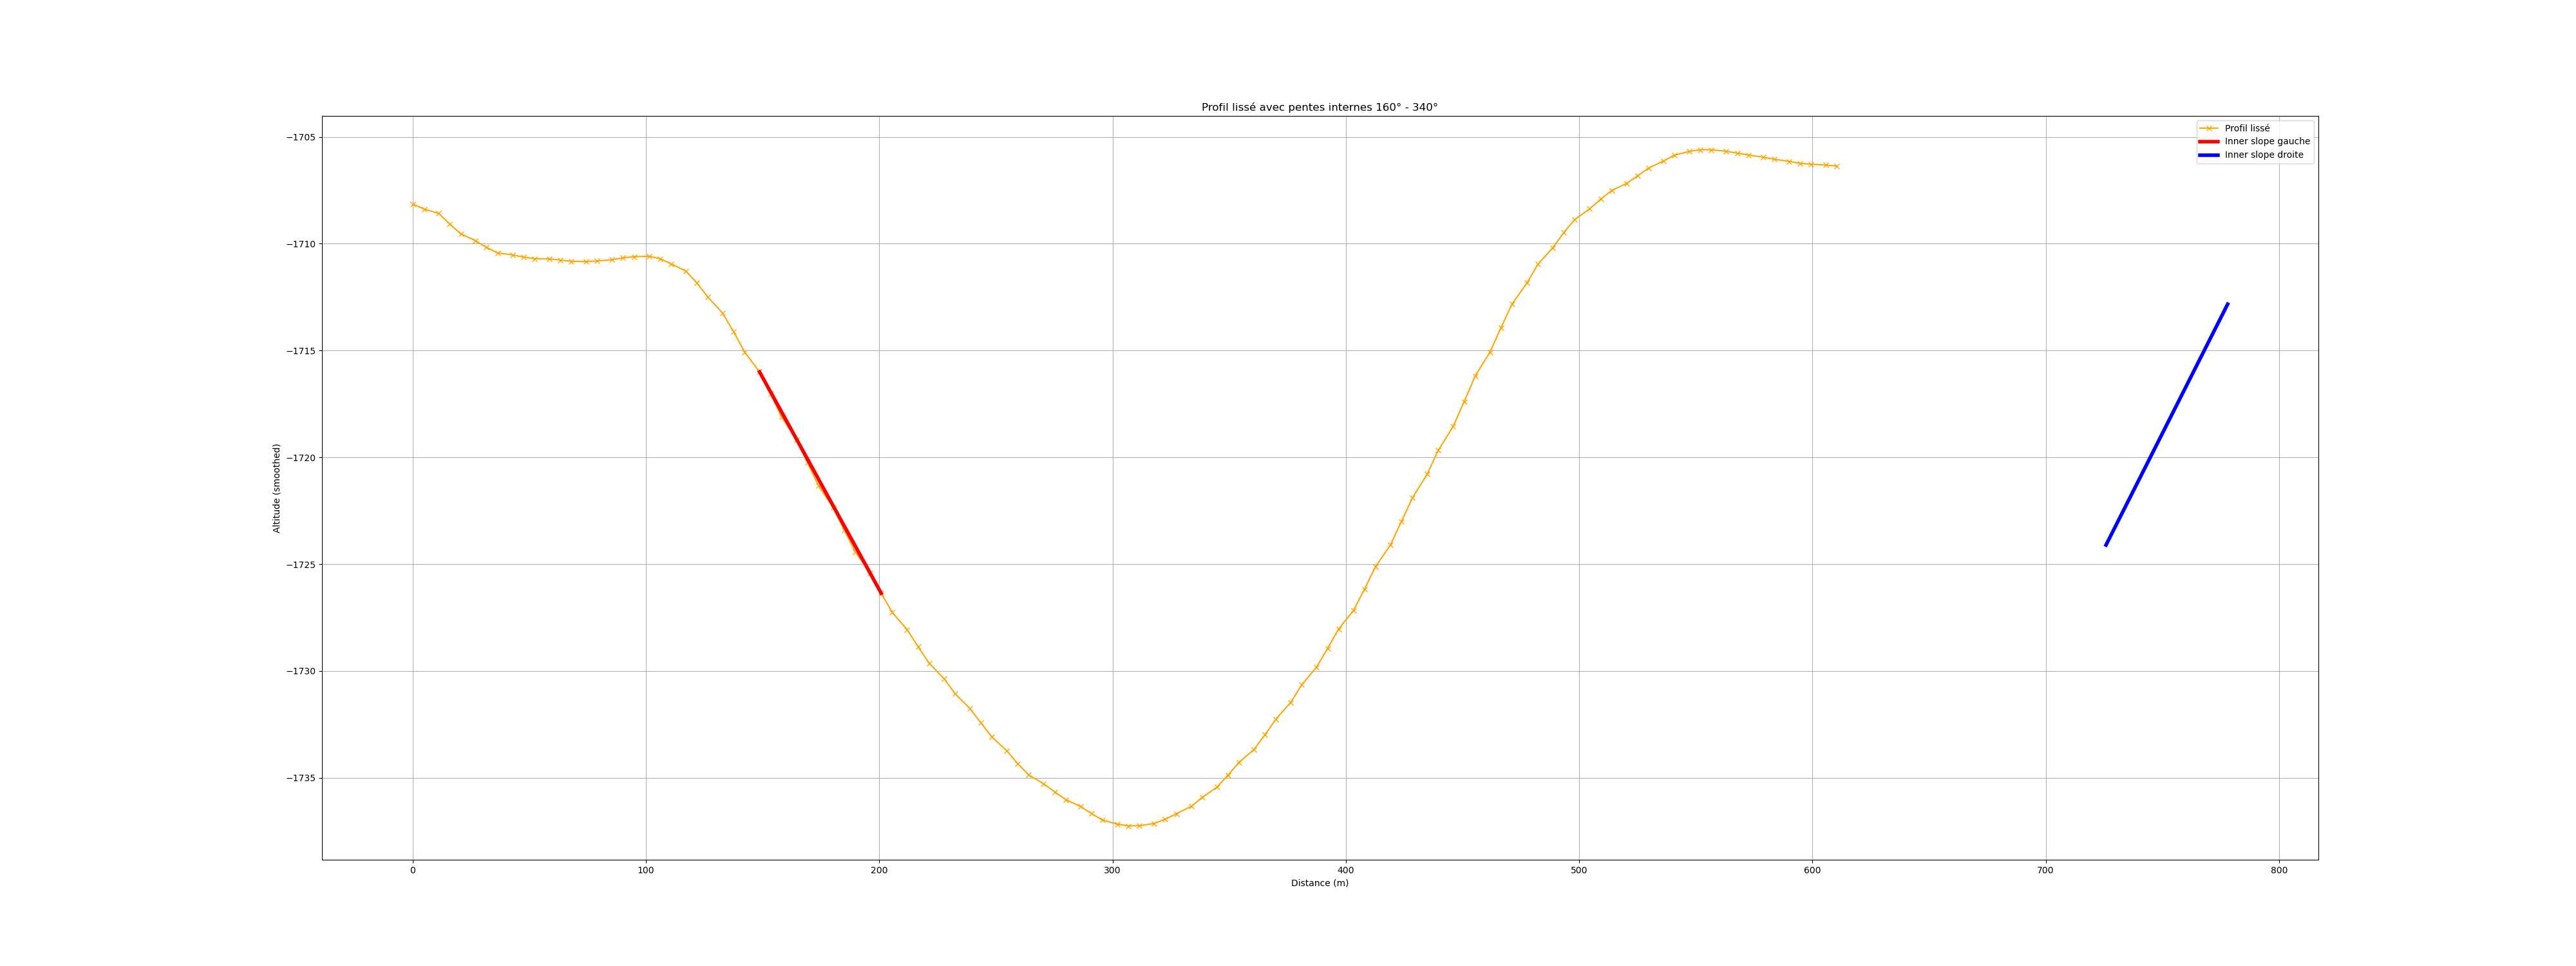 Profil lissé avec pentes internes 160° - 340°
Profil lissé
Inner slope gauche
Inner slope droite
Altitude (smoothed)
−1705
−1710
−1715
−1720
−1725
−1730
−1735
0 100 200 300 400 500 600 700 800
Distance (m)